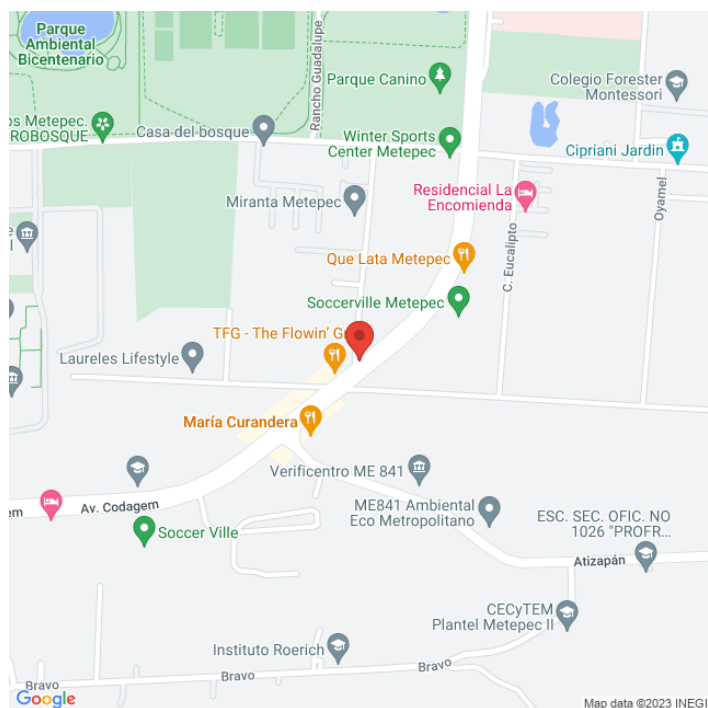 Parque
Ambiental
Bicentenario
Rancho Guadalupe
Parque Canino
Colegio Forester
Montessori
os Metepec.
ROBOSQUE
Casa del bosque
Winter Sports
Center Metepec
Cipriani Jardin
Miranta Metepec
Residencial La
Encomienda
Oyamel
C. Eucalipto
Que Lata Metepec
Soccerville Metepec
TFG - The Flowin' G
Laureles Lifestyle
María Curandera
Verificentro ME 841
em
Av. Codagem
ME841 Ambiental
Eco Metropolitano
ESC. SEC. OFIC. NO
1026 "PROFR...
Soccer Ville
Atizapán
CECyTEM
Plantel Metepec II
Instituto Roerich
Bravo
Bravo
Bravo
Google
Map data ©2023 INEGI